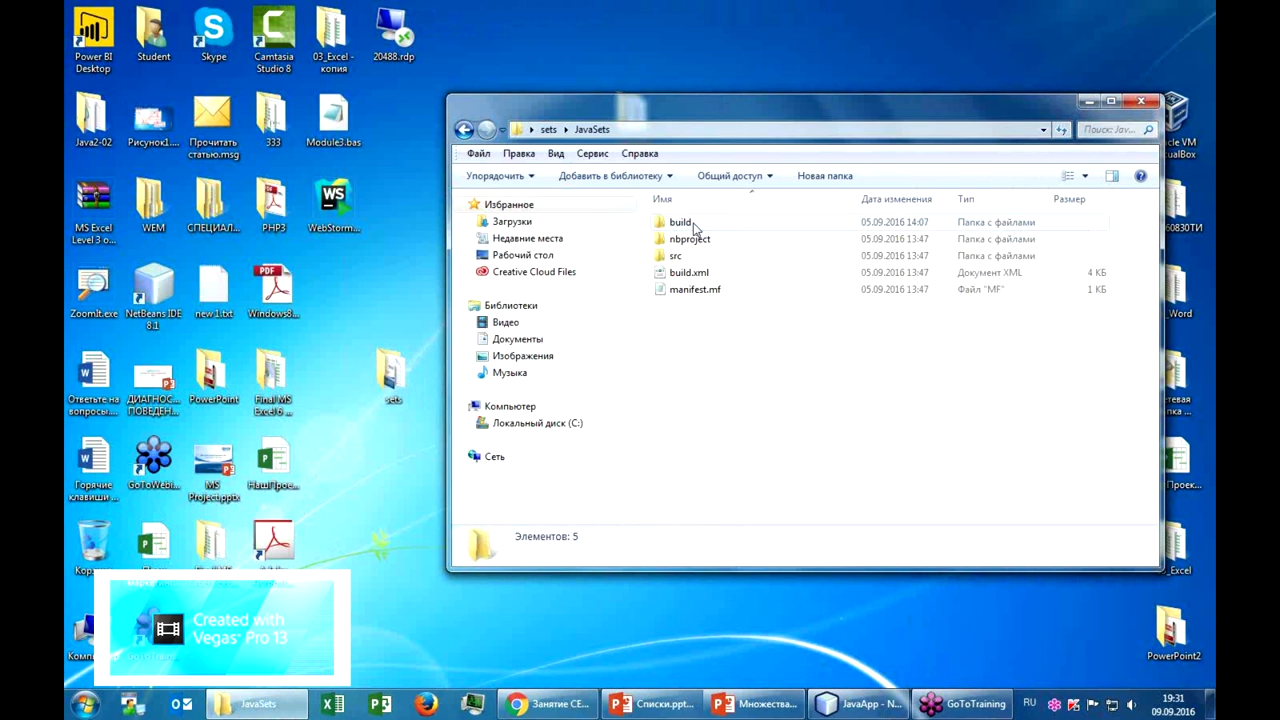 Power BI
Desktop
Student
Skype
Camtasia
Studio 8
03_Excel -
копия
20488.rdp
Java2-02
Рисунок1....
Прочитать
статью.msg
333
Module3.bas
MS Excel
Level 3 о...
WEM
СПЕЦИАЛ...
PHP3
WebStorm...
ZoomIt.exe
NetBeans IDE
8.1
new 1.txt
Windows8...
Ответьте на
вопросы....
ДИАГНОС...
ПОВЕДЕН...
PowerPoint
Final MS
Excel 6 ...
sets
Горячие
клавиши ...
GoToWebi...
MS
Project.pptx
НашПрое...
Created with
Vegas Pro 13
sets
JavaSets
Поиск: Jav...
Файл
Правка
Вид
Сервис
Справка
Упорядочить
Добавить в библиотеку
Общий доступ
Новая папка
Избранное
Загрузки
Недавние места
Рабочий стол
Creative Cloud Files
Библиотеки
Видео
Документы
Изображения
Музыка
Компьютер
Локальный диск (C:)
Сеть
Имя Дата изменения Тип Размер
build 05.09.2016 14:07 Папка с файлами
nbproject 05.09.2016 13:47 Папка с файлами
src 05.09.2016 13:47 Папка с файлами
build.xml 05.09.2016 13:47 Документ XML 4 КБ
manifest.mf 05.09.2016 13:47 Файл "MF" 1 КБ
Элементов: 5
PowerPoint2
JavaSets
Занятие СЕ...
Списки.ppt...
Множества...
JavaApp - N...
GoToTraining
RU
19:31
09.09.2016